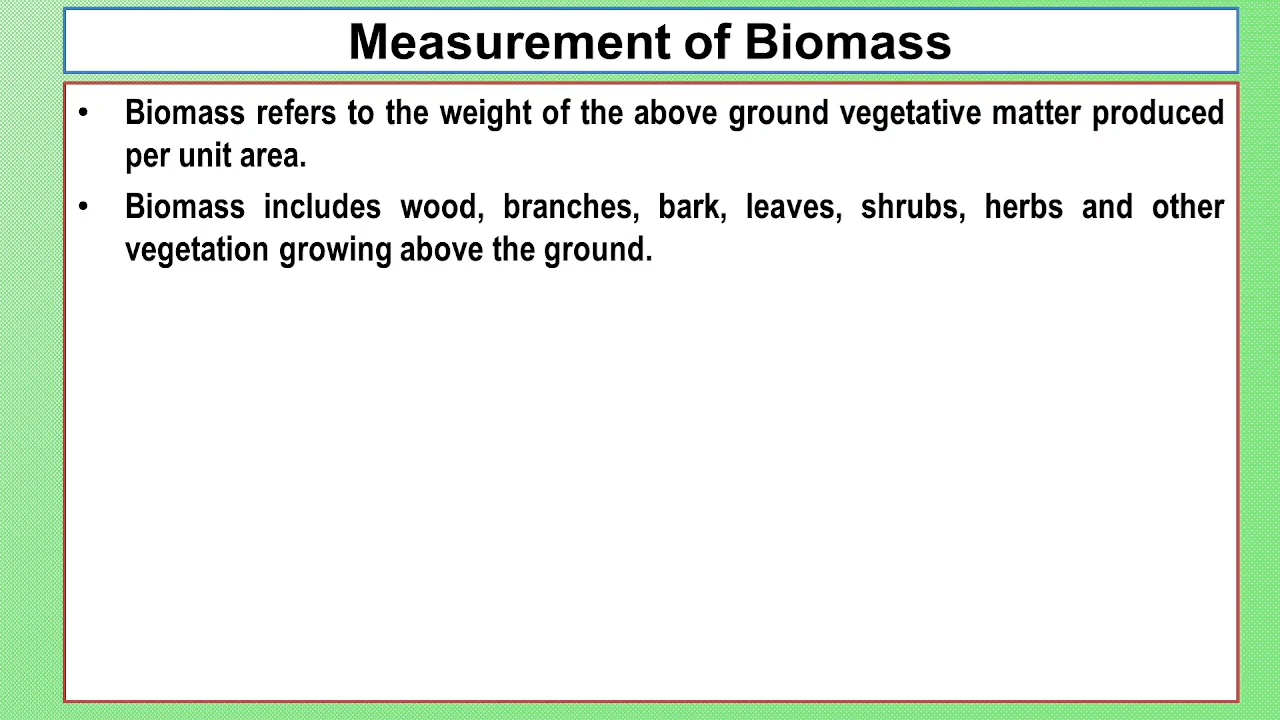 Measurement of Biomass
• Biomass refers to the weight of the above ground vegetative matter produced
per unit area.
• Biomass includes wood, branches, bark, leaves, shrubs, herbs and other
vegetation growing above the ground.